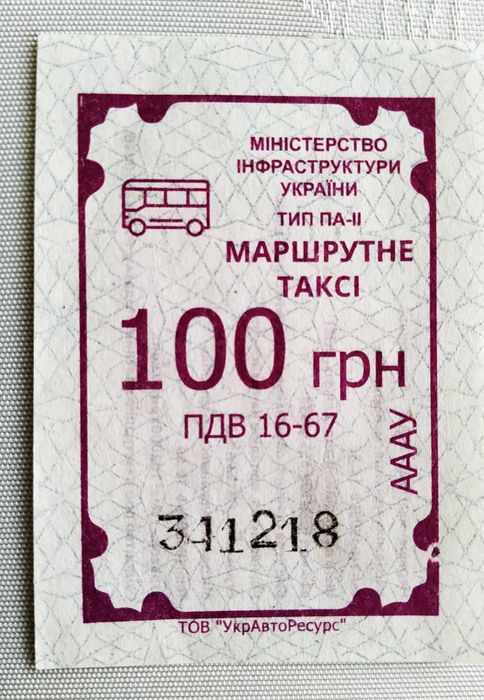 МІНІСТЕРСТВО
ІНФРАСТРУКТУРИ
УКРАЇНИ
ТИП ПА-ІІ
МАРШРУТНЕ
ТАКСІ
100 грн
ПДВ 16-67
АААУ
341218
ТОВ "УкрАвтоРесурс"